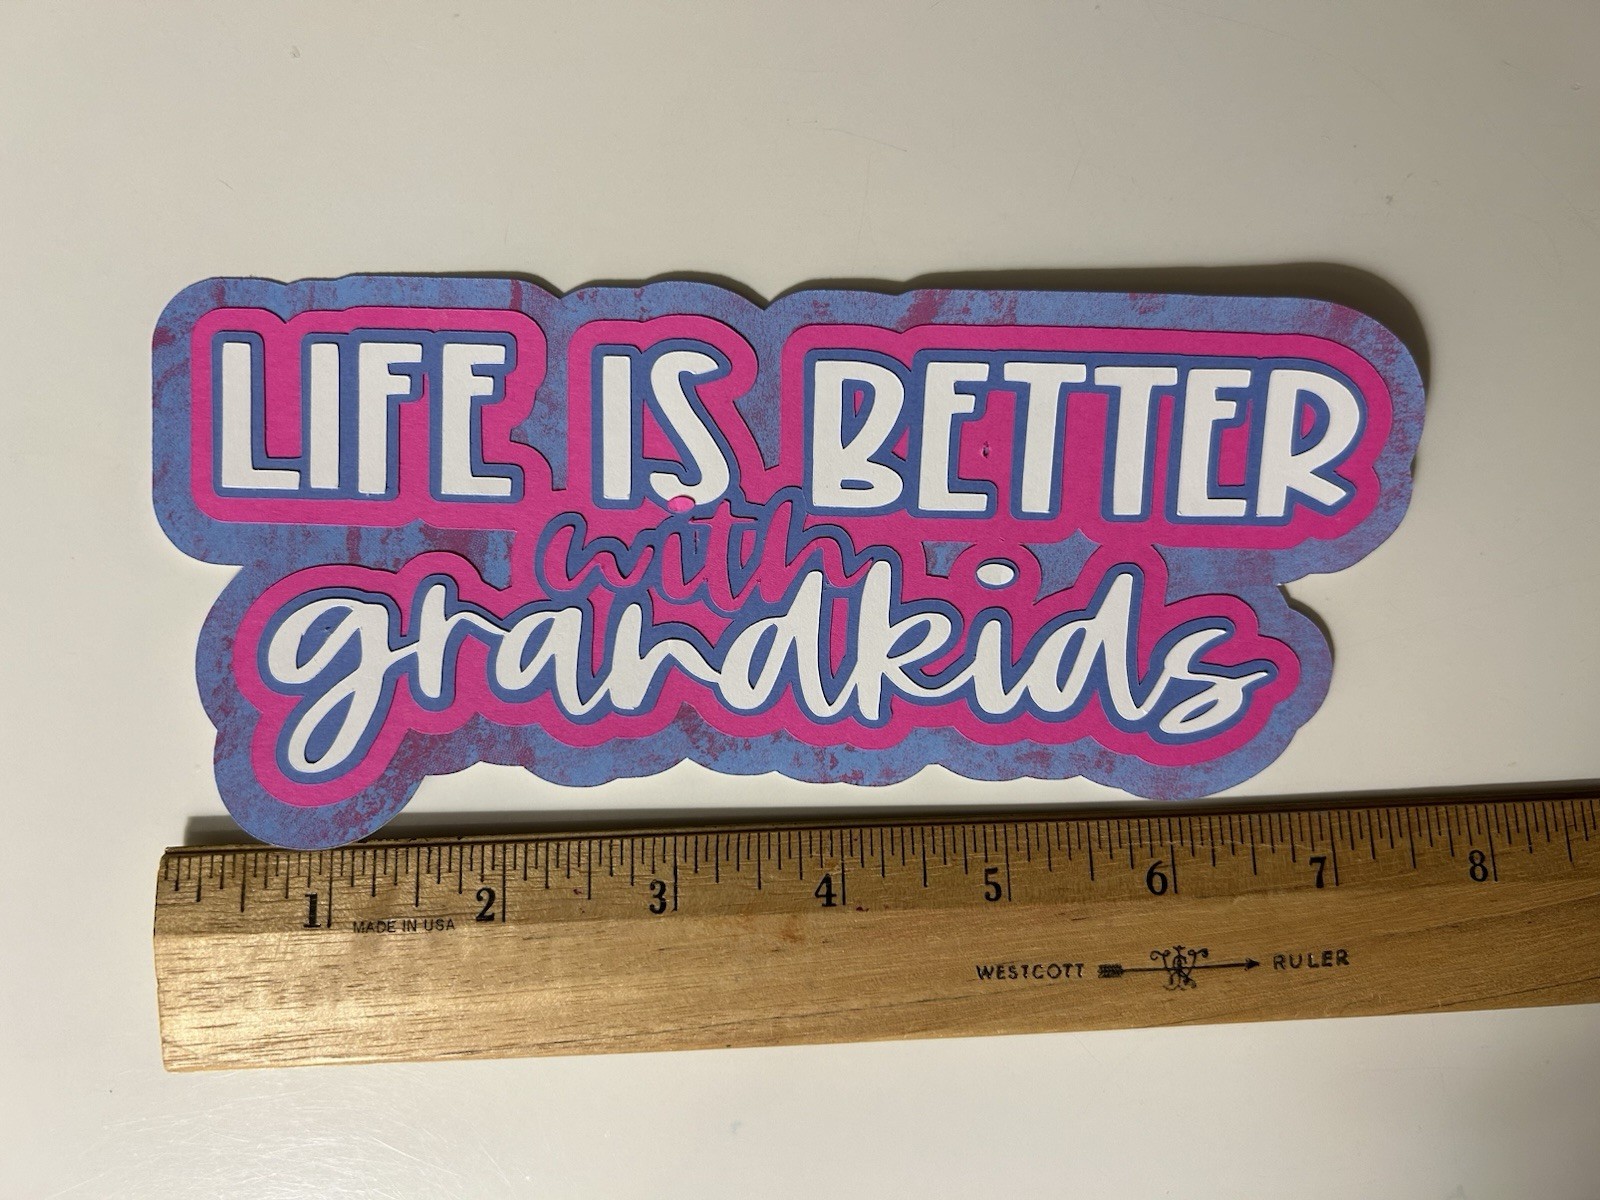 LIFE IS BETTER
with
grandkids
1 2 3 4 5 6 7 8
MADE IN USA
WESTCOTT RULER